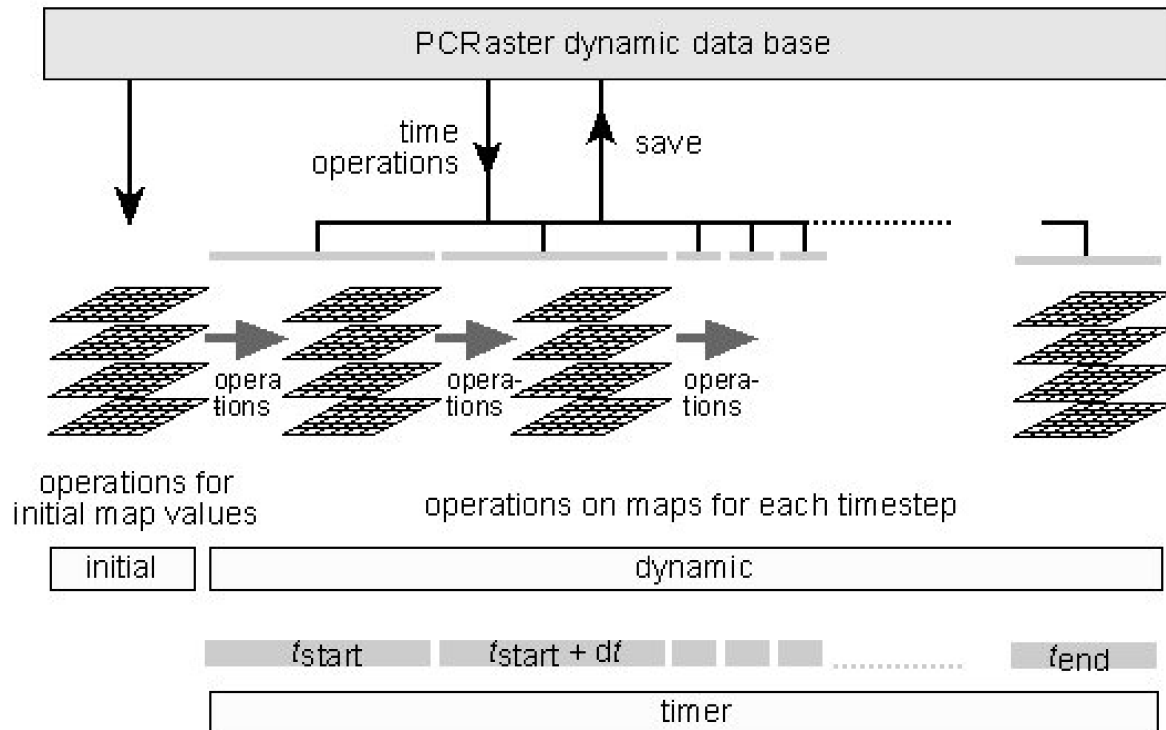 PCRaster dynamic data base
time
operations
save
opera
tions
opera-
tions
opera-
tions
operations for
initial map values
operations on maps for each timestep
initial
dynamic
tstart
tstart + dt
tend
timer